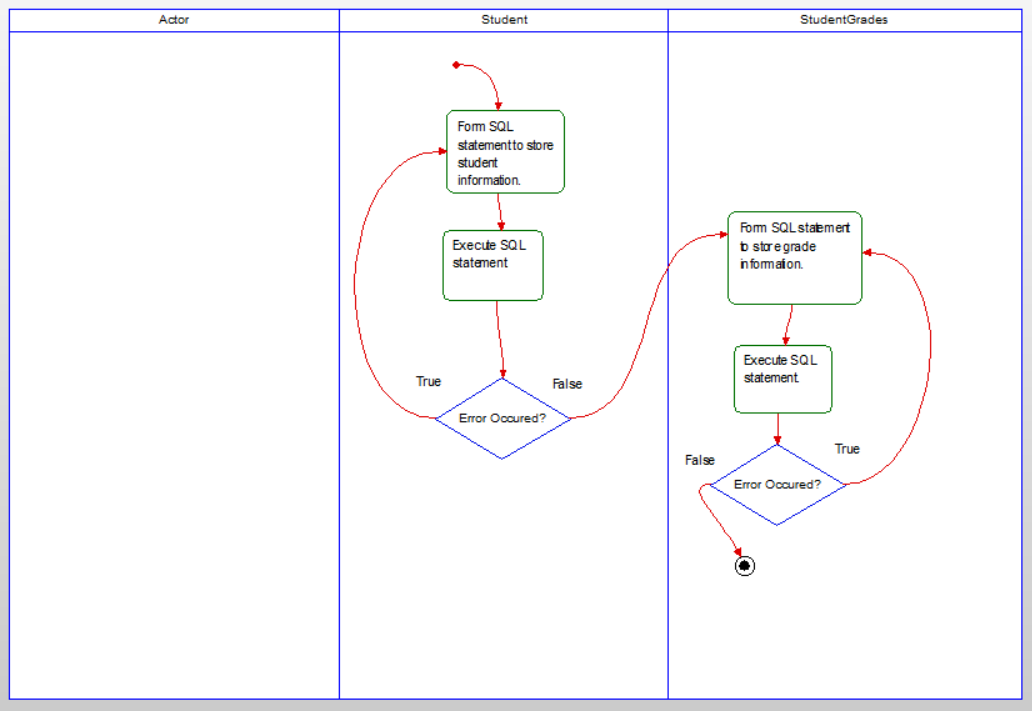 Actor
Student
StudentGrades
Form SQL
statement to store
student
information.
Execute SQL
statement
True
False
Error Occured?
Form SQL statement
to store grade
information.
Execute SQL
statement.
False
True
Error Occured?